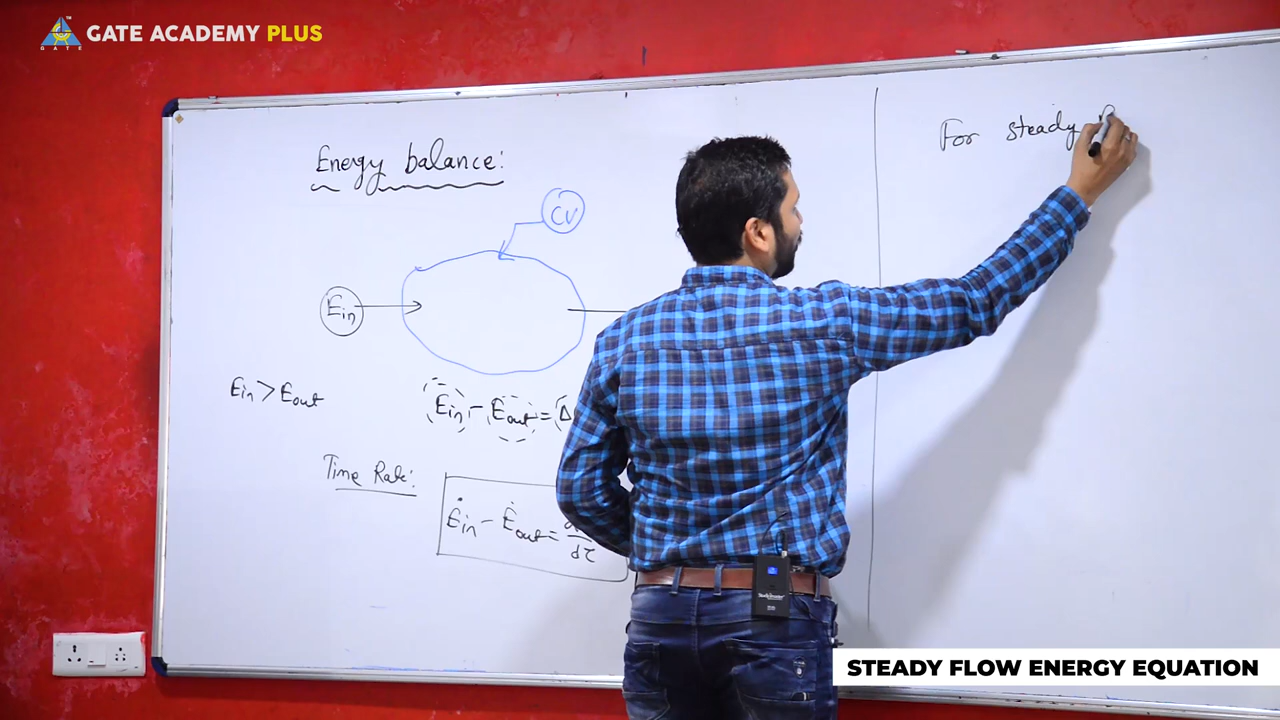 GATE ACADEMY PLUS
GATE
Energy balance:
CV
Ein
Ein > Eout
Ein - Eout = Δ
Time Rate:
Ėin - Ėout = d
dτ
For steady
STEADY FLOW ENERGY EQUATION